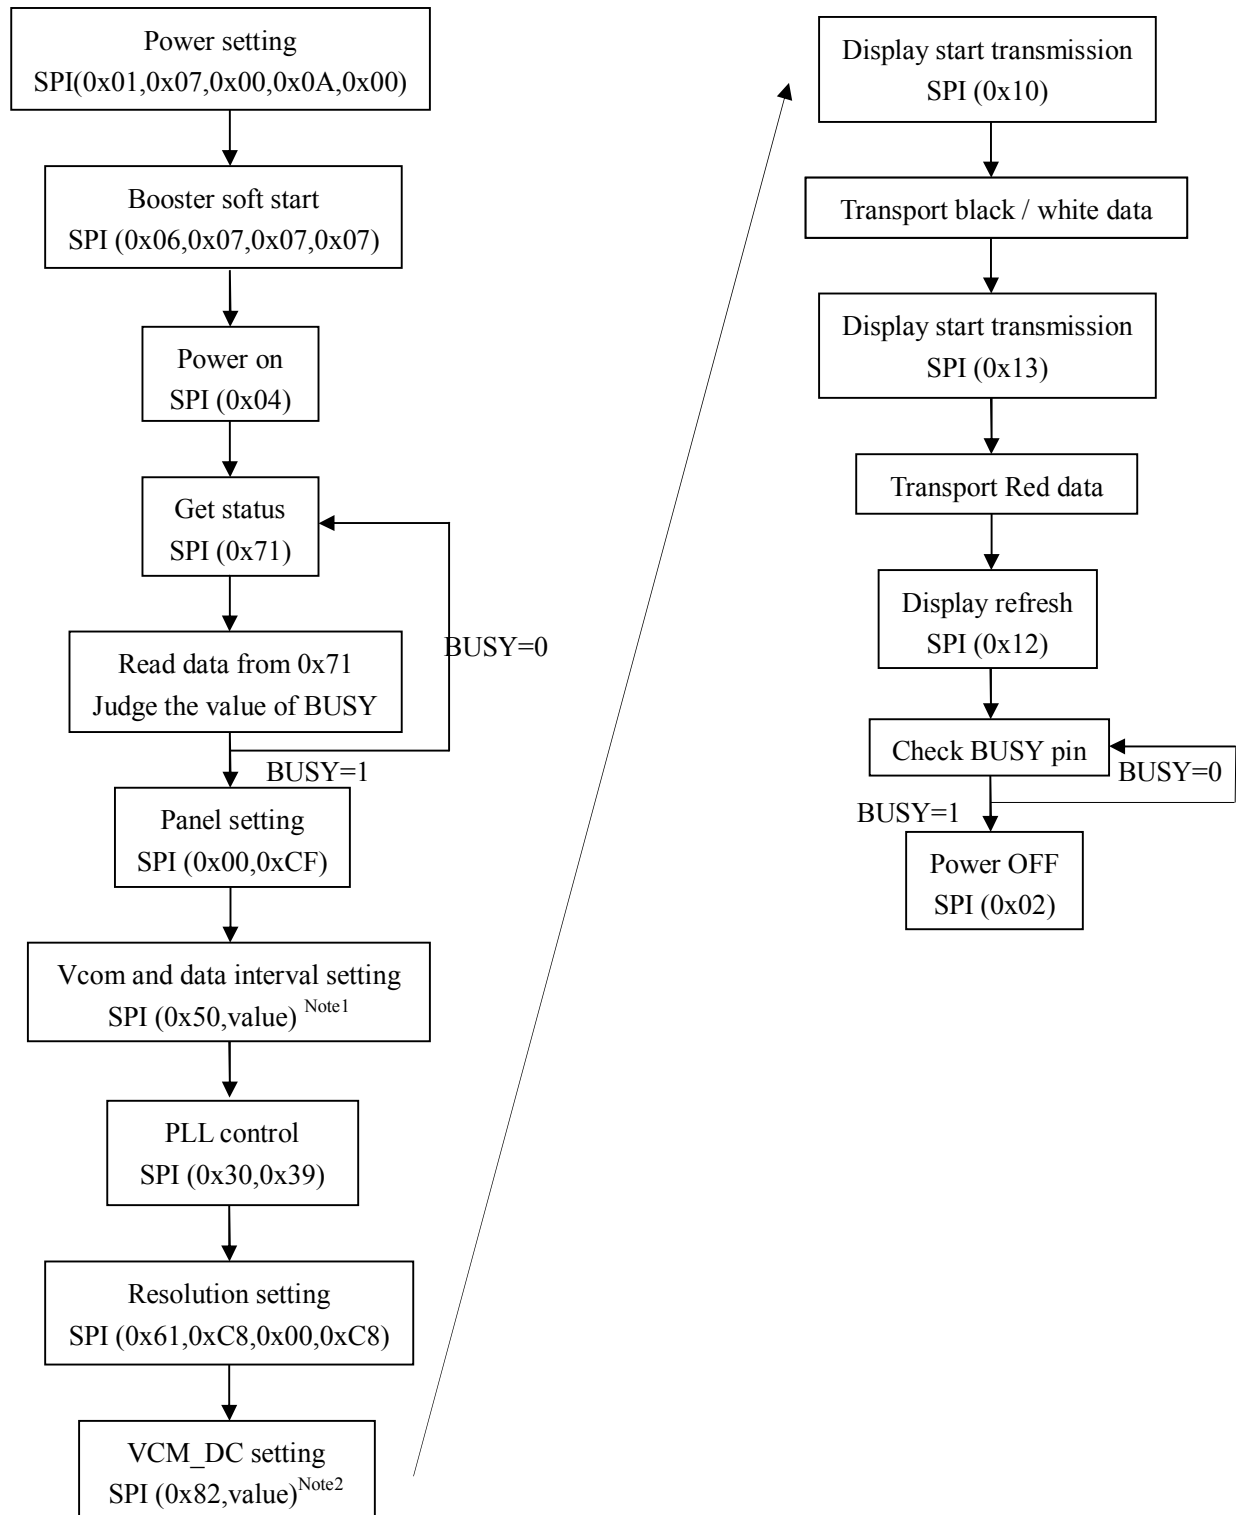 Power setting
SPI(0x01,0x07,0x00,0x0A,0x00)
Booster soft start
SPI (0x06,0x07,0x07,0x07)
Power on
SPI (0x04)
Get status
SPI (0x71)
BUSY=0
Read data from 0x71
Judge the value of BUSY
BUSY=1
Panel setting
SPI (0x00,0xCF)
Vcom and data interval setting
SPI (0x50,value) Note1
PLL control
SPI (0x30,0x39)
Resolution setting
SPI (0x61,0xC8,0x00,0xC8)
VCM_DC setting
SPI (0x82,value)Note2
Display start transmission
SPI (0x10)
Transport black / white data
Display start transmission
SPI (0x13)
Transport Red data
Display refresh
SPI (0x12)
Check BUSY pin
BUSY=0
BUSY=1
Power OFF
SPI (0x02)